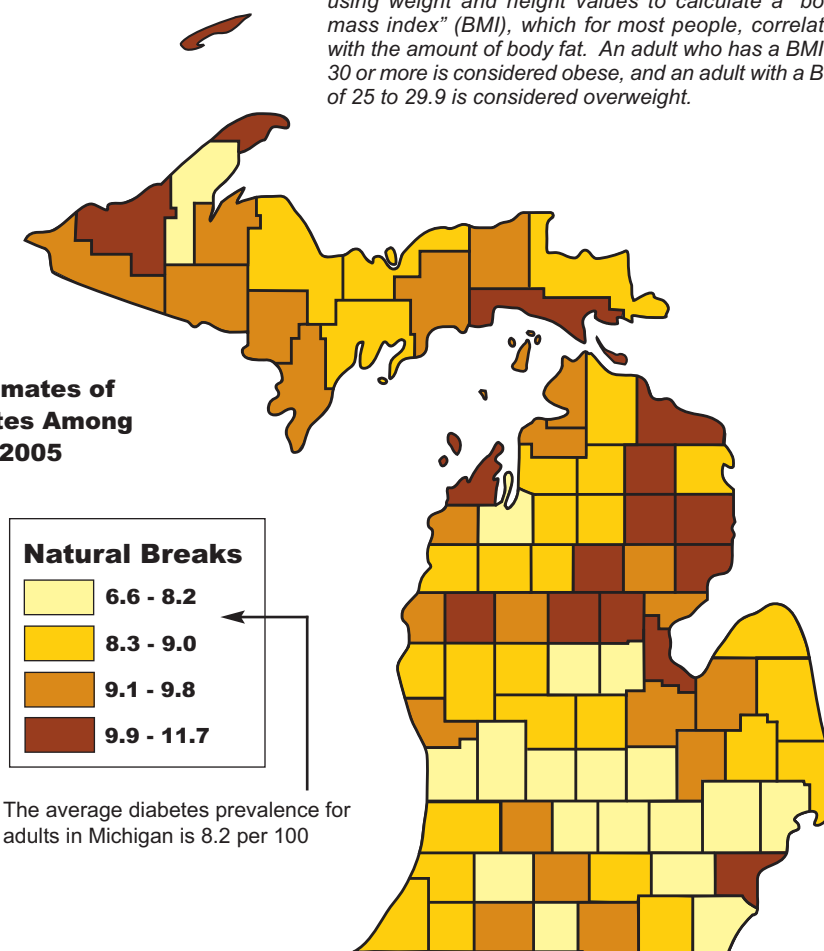 using weight and height values to calculate a "bo
mass index" (BMI), which for most people, correlat
with the amount of body fat. An adult who has a BMI
30 or more is considered obese, and an adult with a B
of 25 to 29.9 is considered overweight.
mates of
tes Among
2005
Natural Breaks
6.6 - 8.2
8.3 - 9.0
9.1 - 9.8
9.9 - 11.7
The average diabetes prevalence for
adults in Michigan is 8.2 per 100